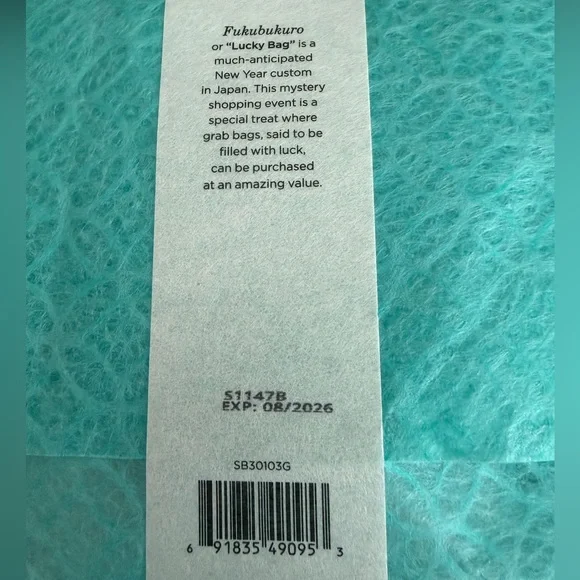 Fukubukuro
or “Lucky Bag” is a
much-anticipated
New Year custom
in Japan. This mystery
shopping event is a
special treat where
grab bags, said to be
filled with luck,
can be purchased
at an amazing value.
S1147B
EXP: 08/2026
SB30103G
6 91835 49095 3